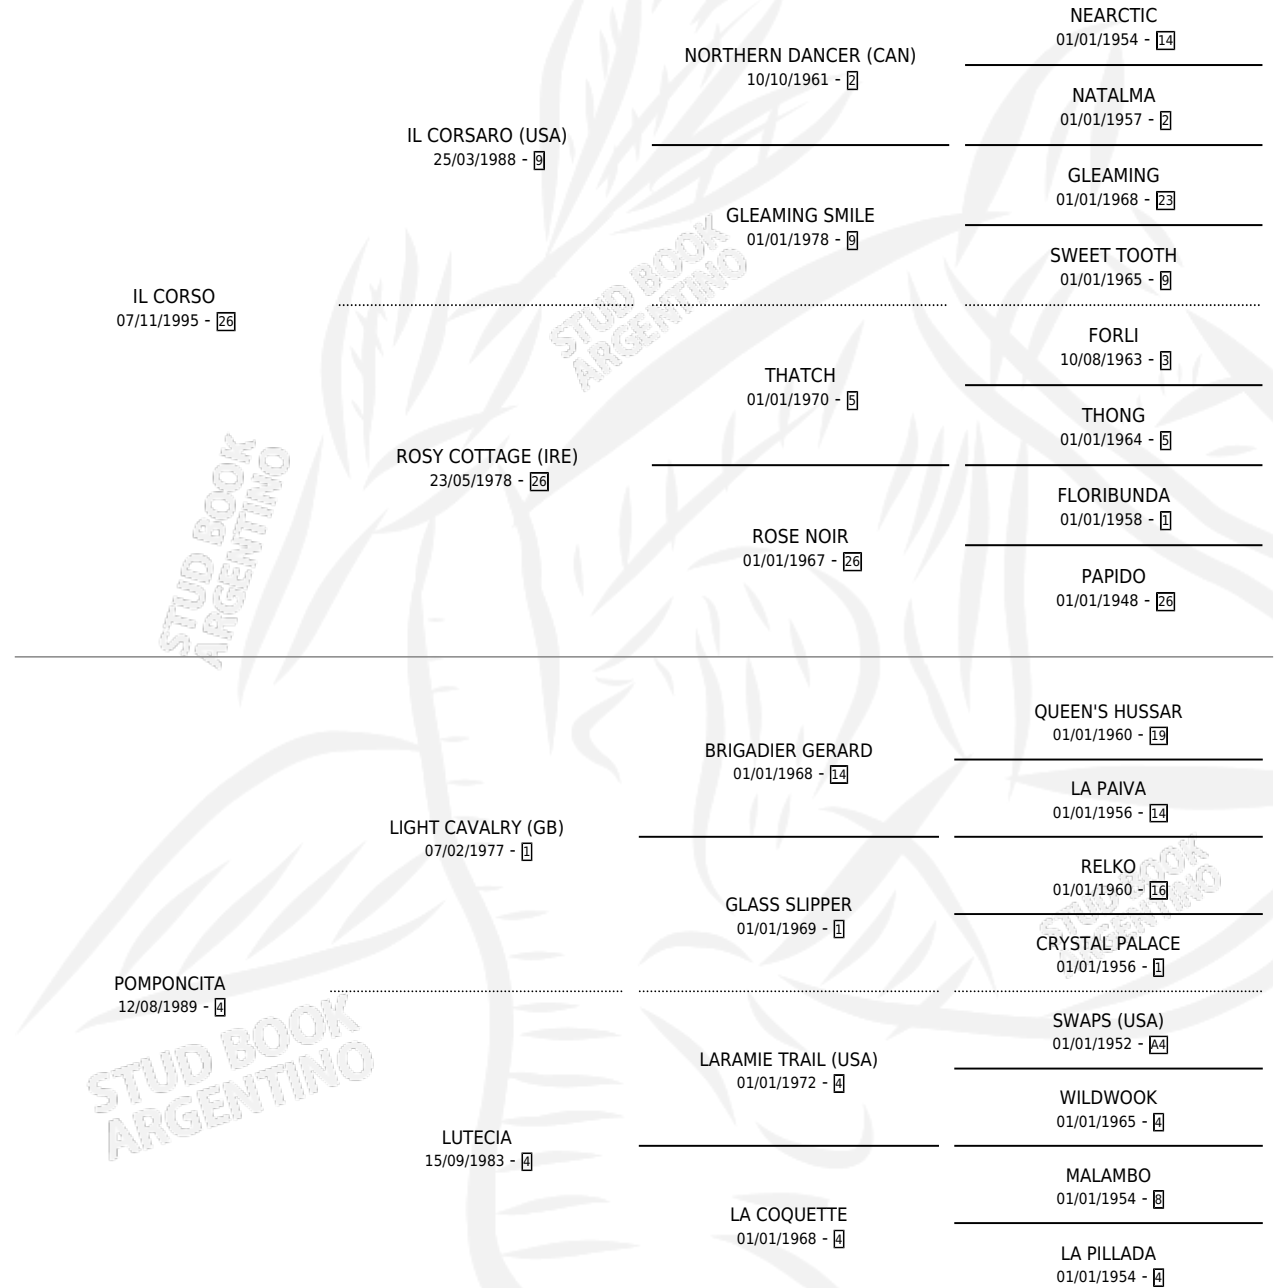 NEARCTIC
01/01/1954 - 14
NORTHERN DANCER (CAN)
10/10/1961 - 2
NATALMA
01/01/1957 - 2
IL CORSARO (USA)
25/03/1988 - 9
GLEAMING
01/01/1968 - 23
GLEAMING SMILE
01/01/1978 - 9
SWEET TOOTH
01/01/1965 - 9
IL CORSO
07/11/1995 - 26
FORLI
10/08/1963 - 3
THATCH
01/01/1970 - 5
THONG
01/01/1964 - 5
ROSY COTTAGE (IRE)
23/05/1978 - 26
FLORIBUNDA
01/01/1958 - 1
ROSE NOIR
01/01/1967 - 26
PAPIDO
01/01/1948 - 26
STUD BOOK
ARGENTINO
STUD BOOK
ARGENTINO
QUEEN'S HUSSAR
01/01/1960 - 19
BRIGADIER GERARD
01/01/1968 - 14
LA PAIVA
01/01/1956 - 14
LIGHT CAVALRY (GB)
07/02/1977 - 1
RELKO
01/01/1960 - 16
GLASS SLIPPER
01/01/1969 - 1
CRYSTAL PALACE
01/01/1956 - 1
POMPONCITA
12/08/1989 - 4
SWAPS (USA)
01/01/1952 - A4
LARAMIE TRAIL (USA)
01/01/1972 - 4
WILDWOOK
01/01/1965 - 4
LUTECIA
15/09/1983 - 4
MALAMBO
01/01/1954 - 8
LA COQUETTE
01/01/1968 - 4
LA PILLADA
01/01/1954 - 4
STUD BOOK
ARGENTINO
STUD BOOK
ARGENTINO